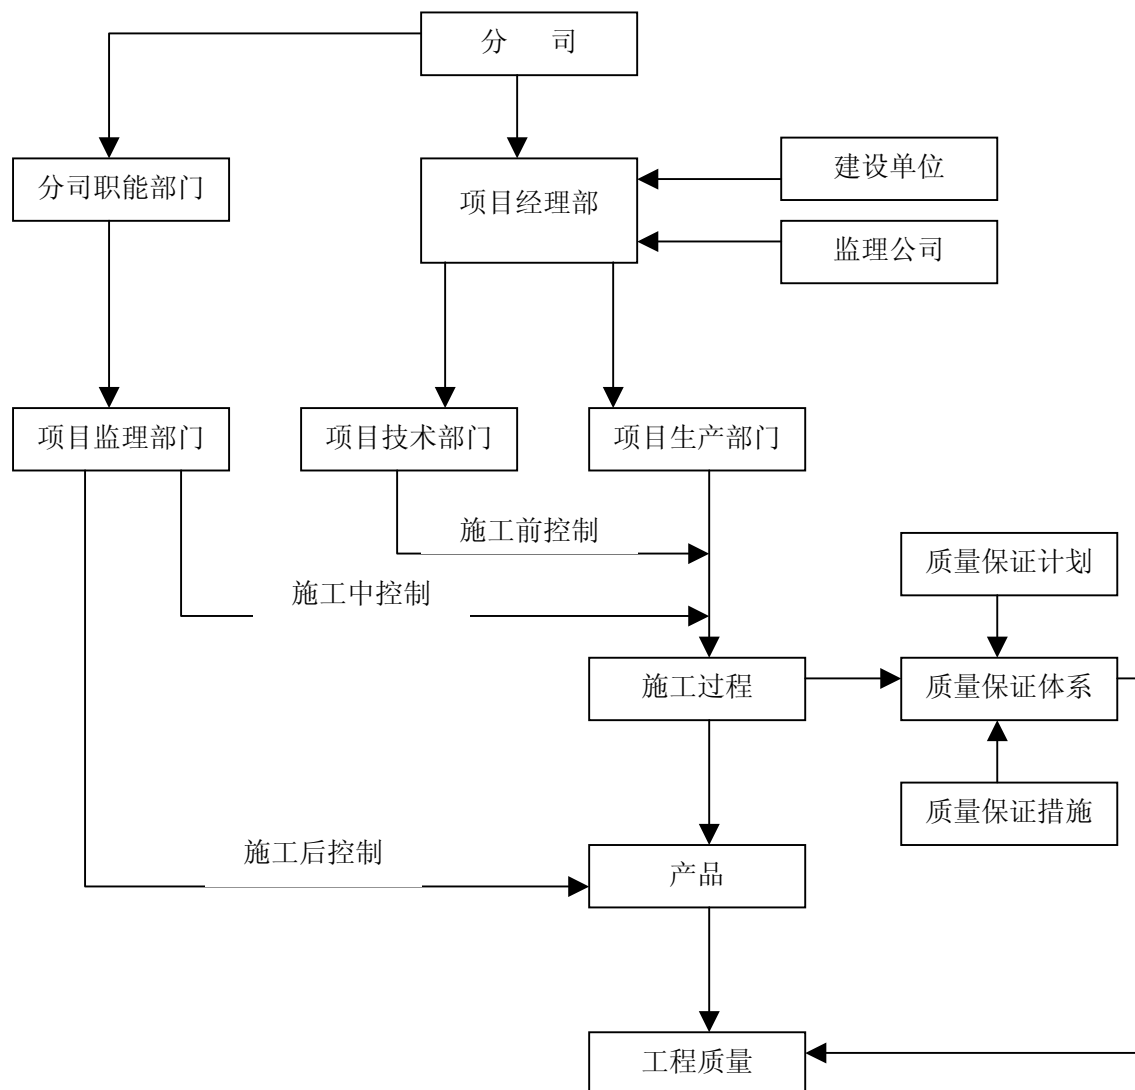 分 司
建设单位
分司职能部门
项目经理部
监理公司
项目监理部门
项目技术部门
项目生产部门
施工前控制
质量保证计划
施工中控制
施工过程
质量保证体系
质量保证措施
施工后控制
产品
工程质量